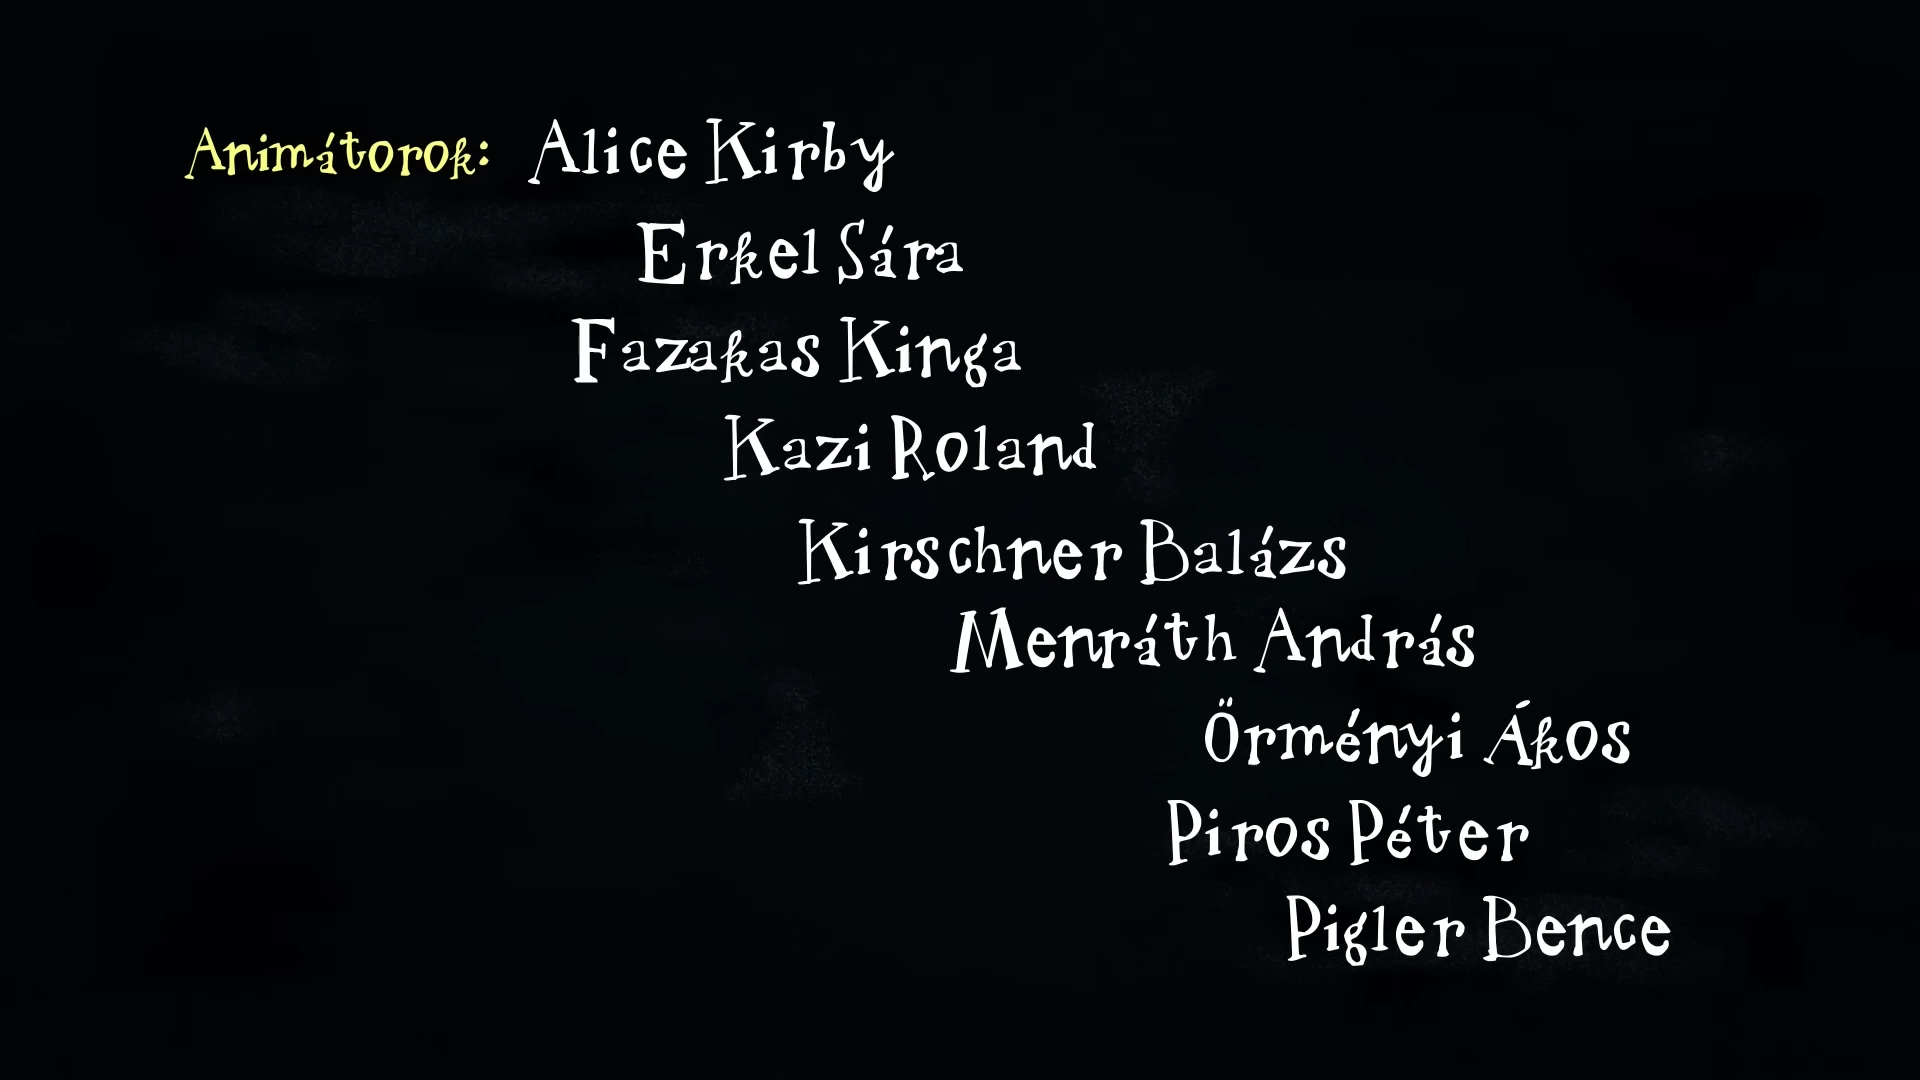 Animátorok: Alice Kirby
Erkel Sára
Fazakas Kinga
Kazi Roland
Kirschner Balázs
Menráth András
Örményi Ákos
Piros Péter
Pigler Bence